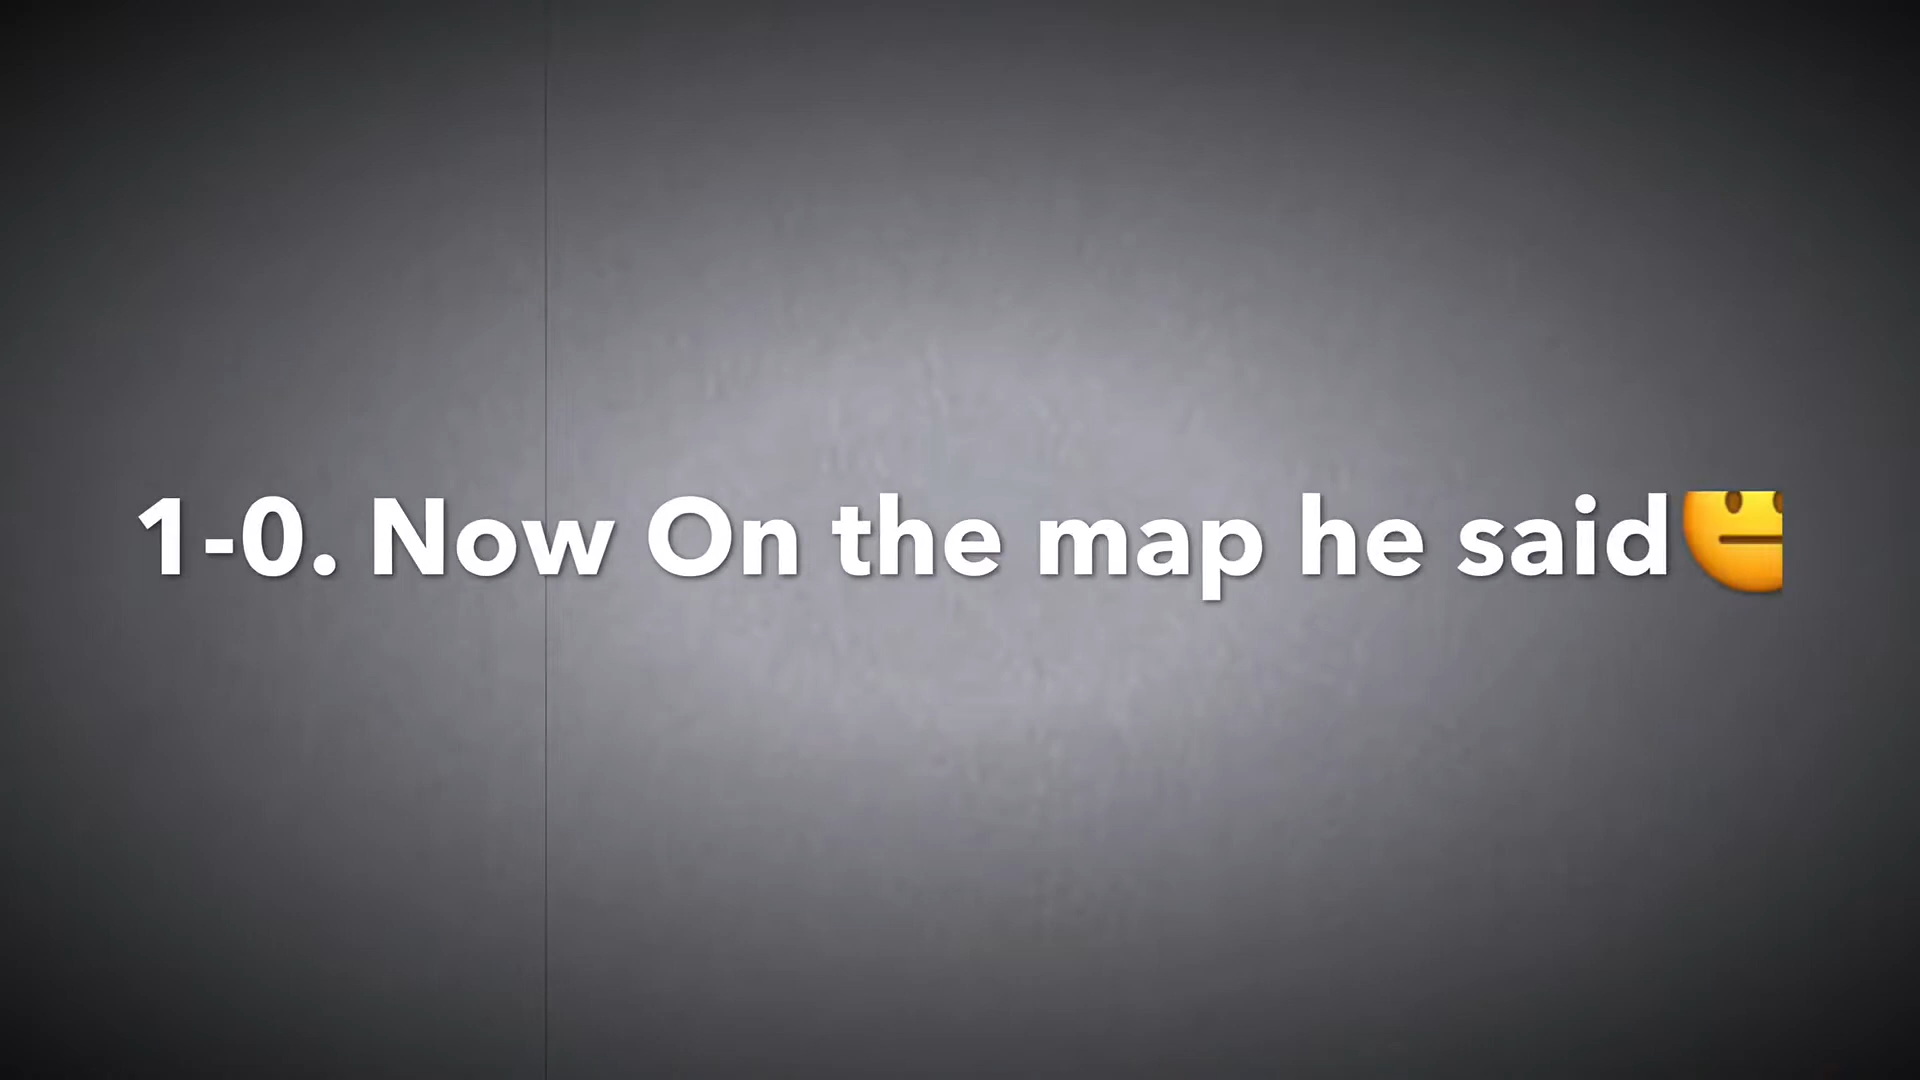 1-0. Now On the map he said😐